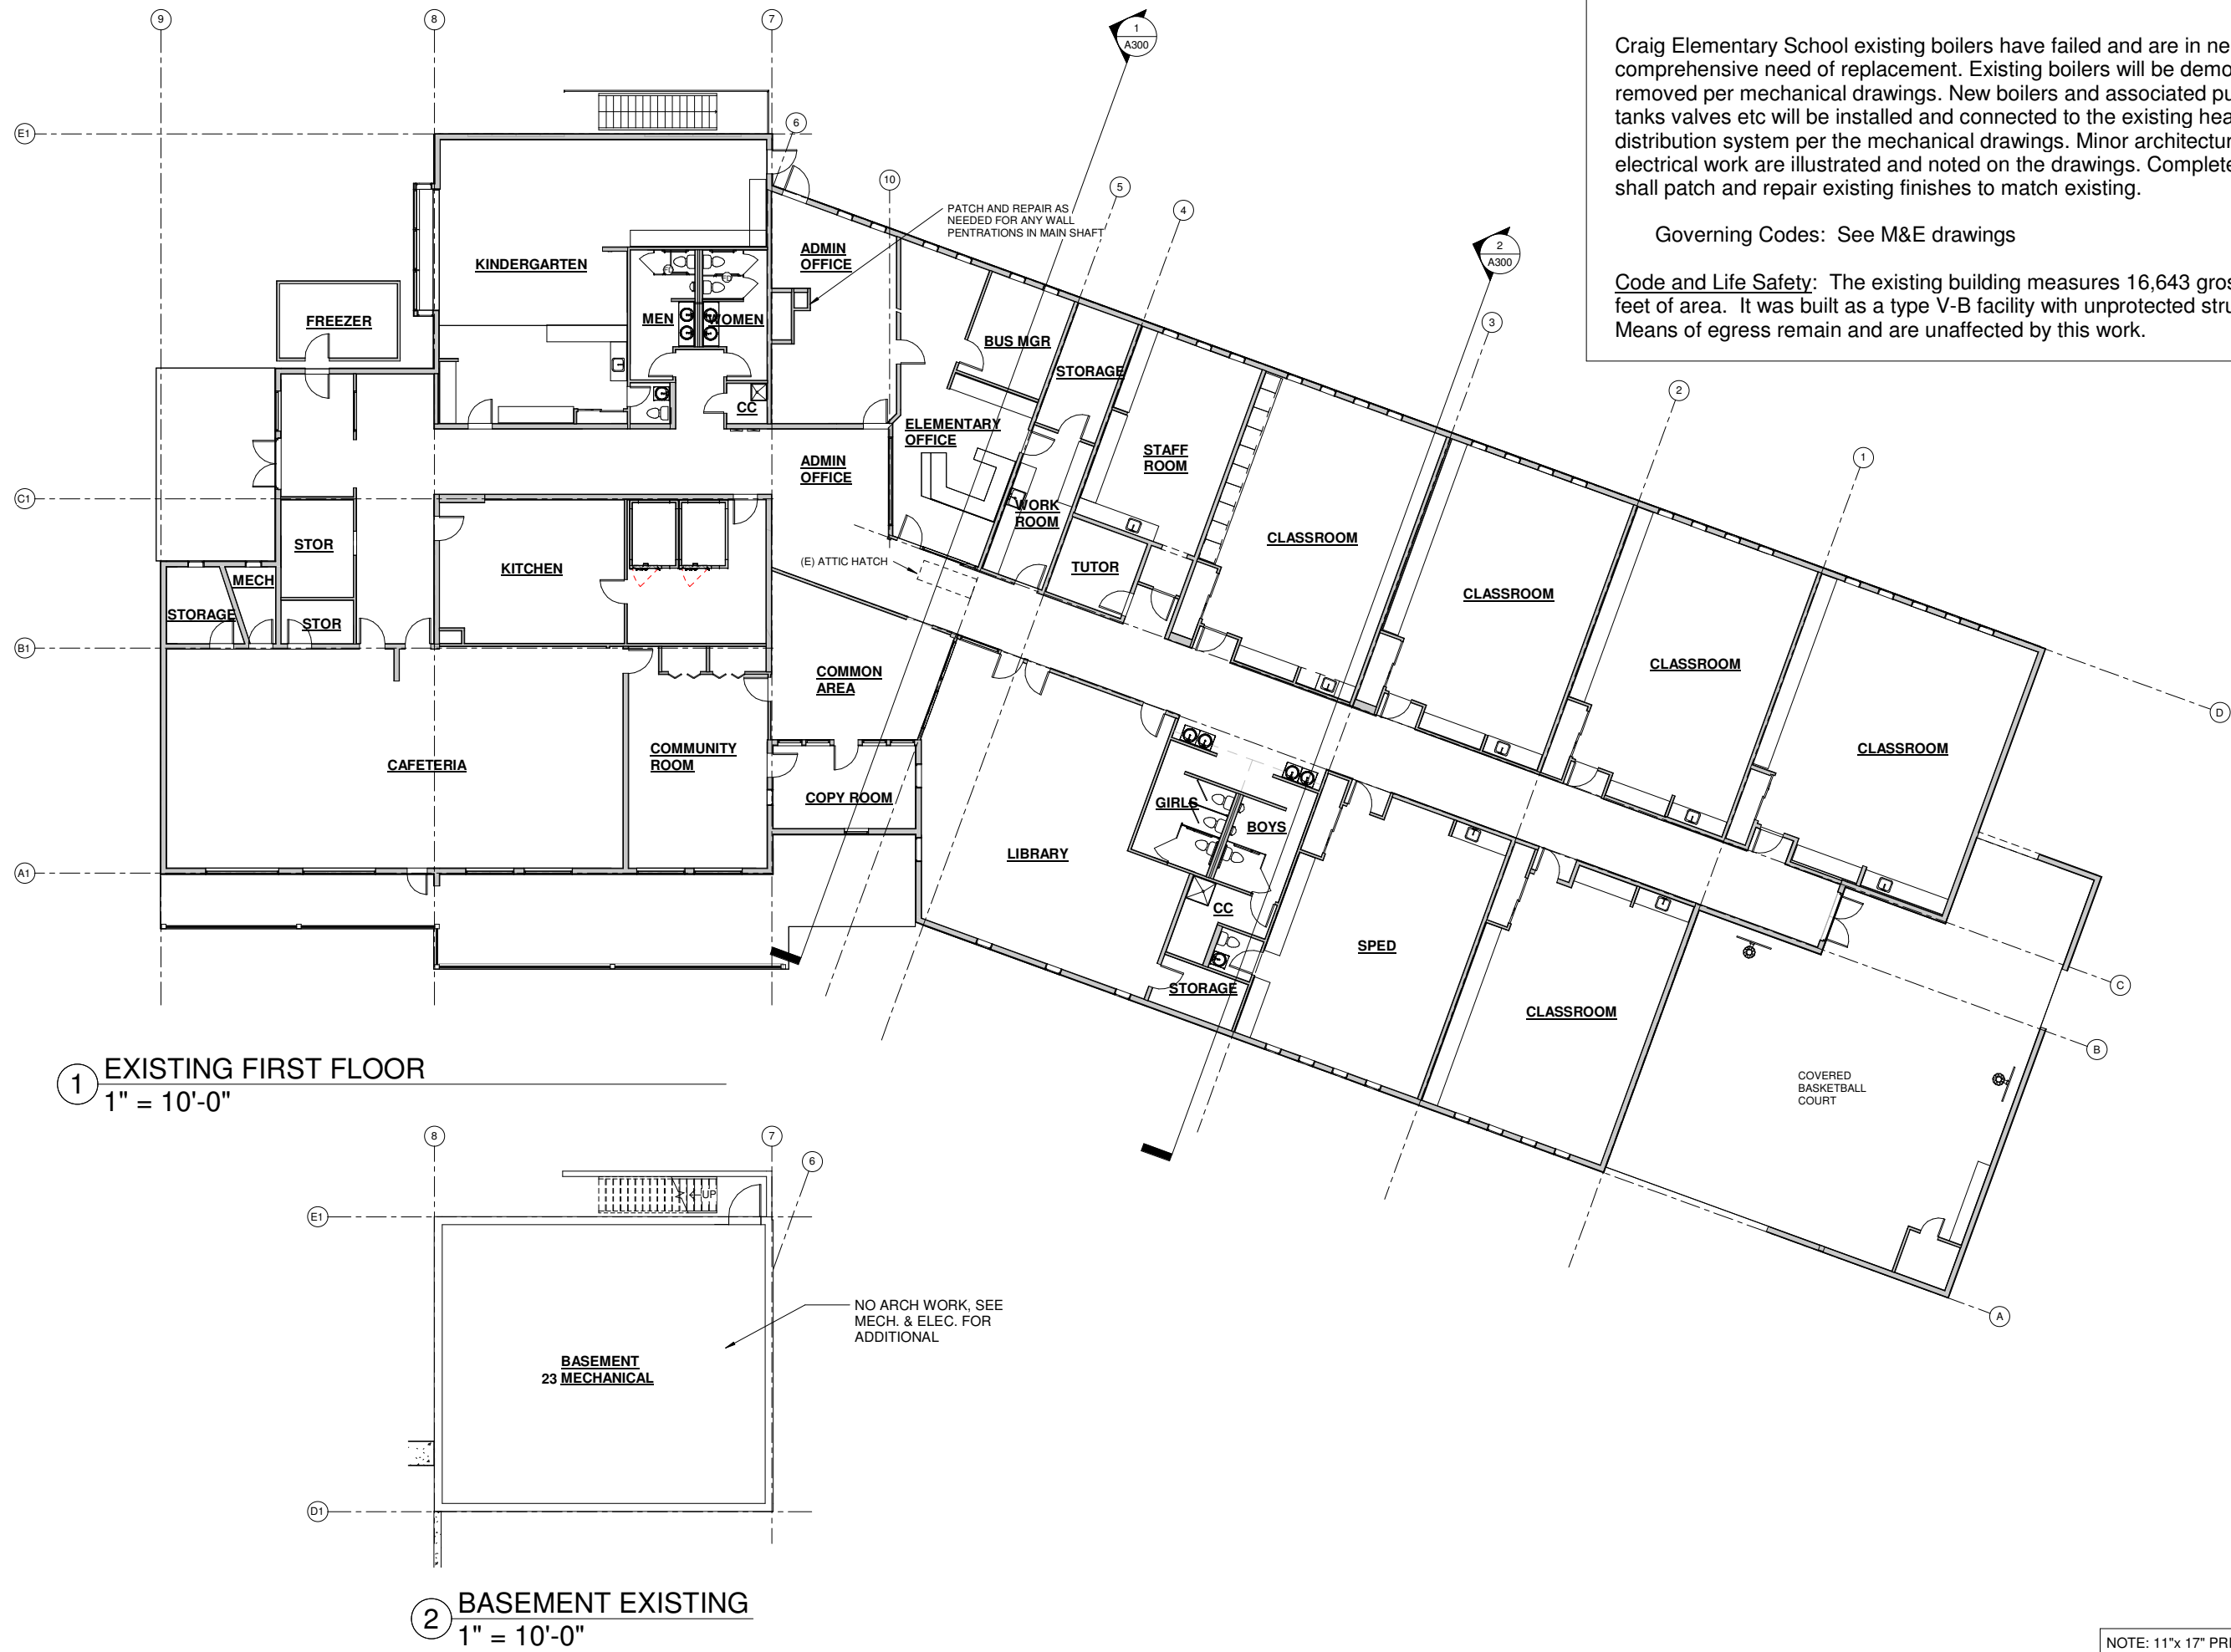 9
8
7
1
A300
Craig Elementary School existing boilers have failed and are in
comprehensive need of replacement. Existing boilers will be
removed per mechanical drawings. New boilers and associated
tanks valves etc will be installed and connected to the existing
distribution system per the mechanical drawings. Minor
electrical work are illustrated and noted on the drawings.
shall patch and repair existing finishes to match existing.
Governing Codes: See M&E drawings
Code and Life Safety: The existing building measures 16,643
feet of area. It was built as a type V-B facility with unprotected
Means of egress remain and are unaffected by this work.
E1
6
10
5
4
2
A300
3
2
1
PATCH AND REPAIR AS
NEEDED FOR ANY WALL
PENTRATIONS IN MAIN SHAFT
KINDERGARTEN
ADMIN
OFFICE
FREEZER
MEN
WOMEN
BUS MGR
STORAGE
CC
ELEMENTARY
OFFICE
STAFF
ROOM
ADMIN
OFFICE
C1
WORK
ROOM
CLASSROOM
STOR
KITCHEN
(E) ATTIC HATCH
TUTOR
MECH
CLASSROOM
STORAGE
STOR
B1
COMMON
AREA
CLASSROOM
D
COMMUNITY
ROOM
CLASSROOM
CAFETERIA
COPY ROOM
GIRLS
BOYS
LIBRARY
A1
CC
SPED
STORAGE
CLASSROOM
C
B
COVERED
BASKETBALL
COURT
A
1
EXISTING FIRST FLOOR
1" = 10'-0"
8
7
6
UP
E1
NO ARCH WORK, SEE
MECH. & ELEC. FOR
ADDITIONAL
BASEMENT
23 MECHANICAL
D1
2
BASEMENT EXISTING
1" = 10'-0"
NOTE: 11"x 17"